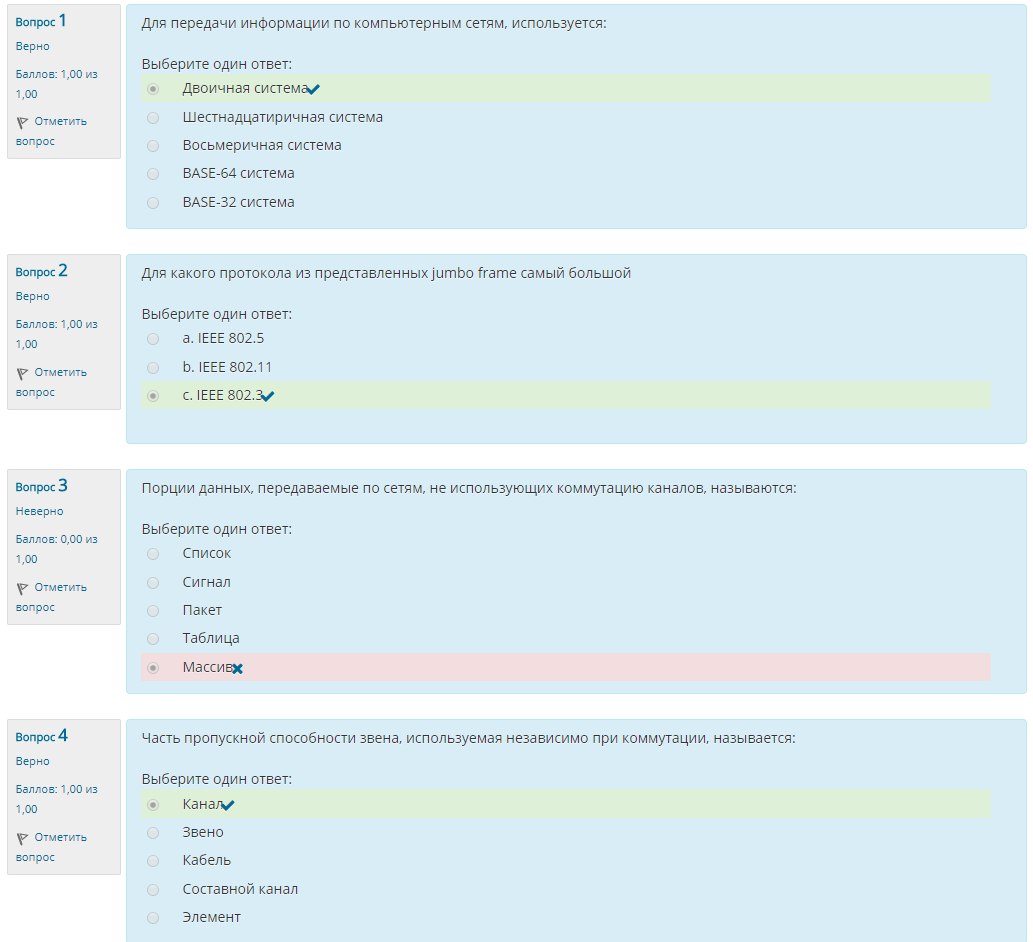 Вопрос 1
Верно
Баллов: 1,00 из
1,00
Отметить
вопрос
Для передачи информации по компьютерным сетям, используется:
Выберите один ответ:
Двоичная система
Шестнадцатиричная система
Восьмеричная система
BASE-64 система
BASE-32 система
Вопрос 2
Верно
Баллов: 1,00 из
1,00
Отметить
вопрос
Для какого протокола из представленных jumbo frame самый большой
Выберите один ответ:
a. IEEE 802.5
b. IEEE 802.11
c. IEEE 802.3
Вопрос 3
Неверно
Баллов: 0,00 из
1,00
Отметить
вопрос
Порции данных, передаваемые по сетям, не использующих коммутацию каналов, называются:
Выберите один ответ:
Список
Сигнал
Пакет
Таблица
Массив
Вопрос 4
Верно
Баллов: 1,00 из
1,00
Отметить
вопрос
Часть пропускной способности звена, используемая независимо при коммутации, называется:
Выберите один ответ:
Канал
Звено
Кабель
Составной канал
Элемент